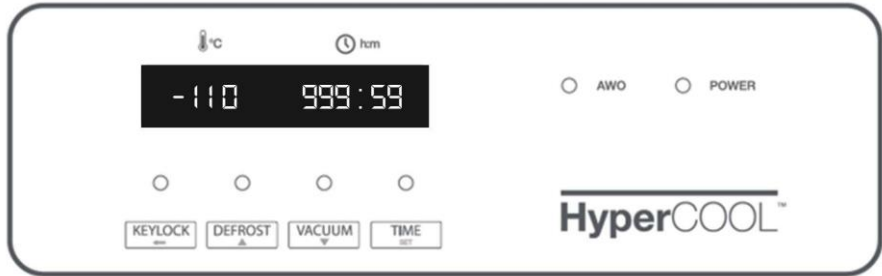 °C h:m
-110 999:59
AWO POWER
KEYLOCK DEFROST VACUUM TIME
SET
HyperCOOL™